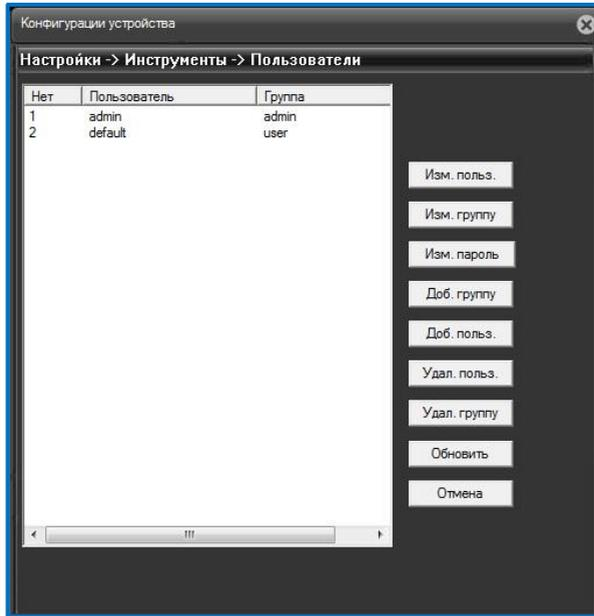 Конфигурации устройства
Настройки -> Инструменты -> Пользователи
Нет Пользователь Группа
1 admin admin
2 default user
Изм. польз.
Изм. группу
Изм. пароль
Доб. группу
Доб. польз.
Удал. польз.
Удал. группу
Обновить
Отмена